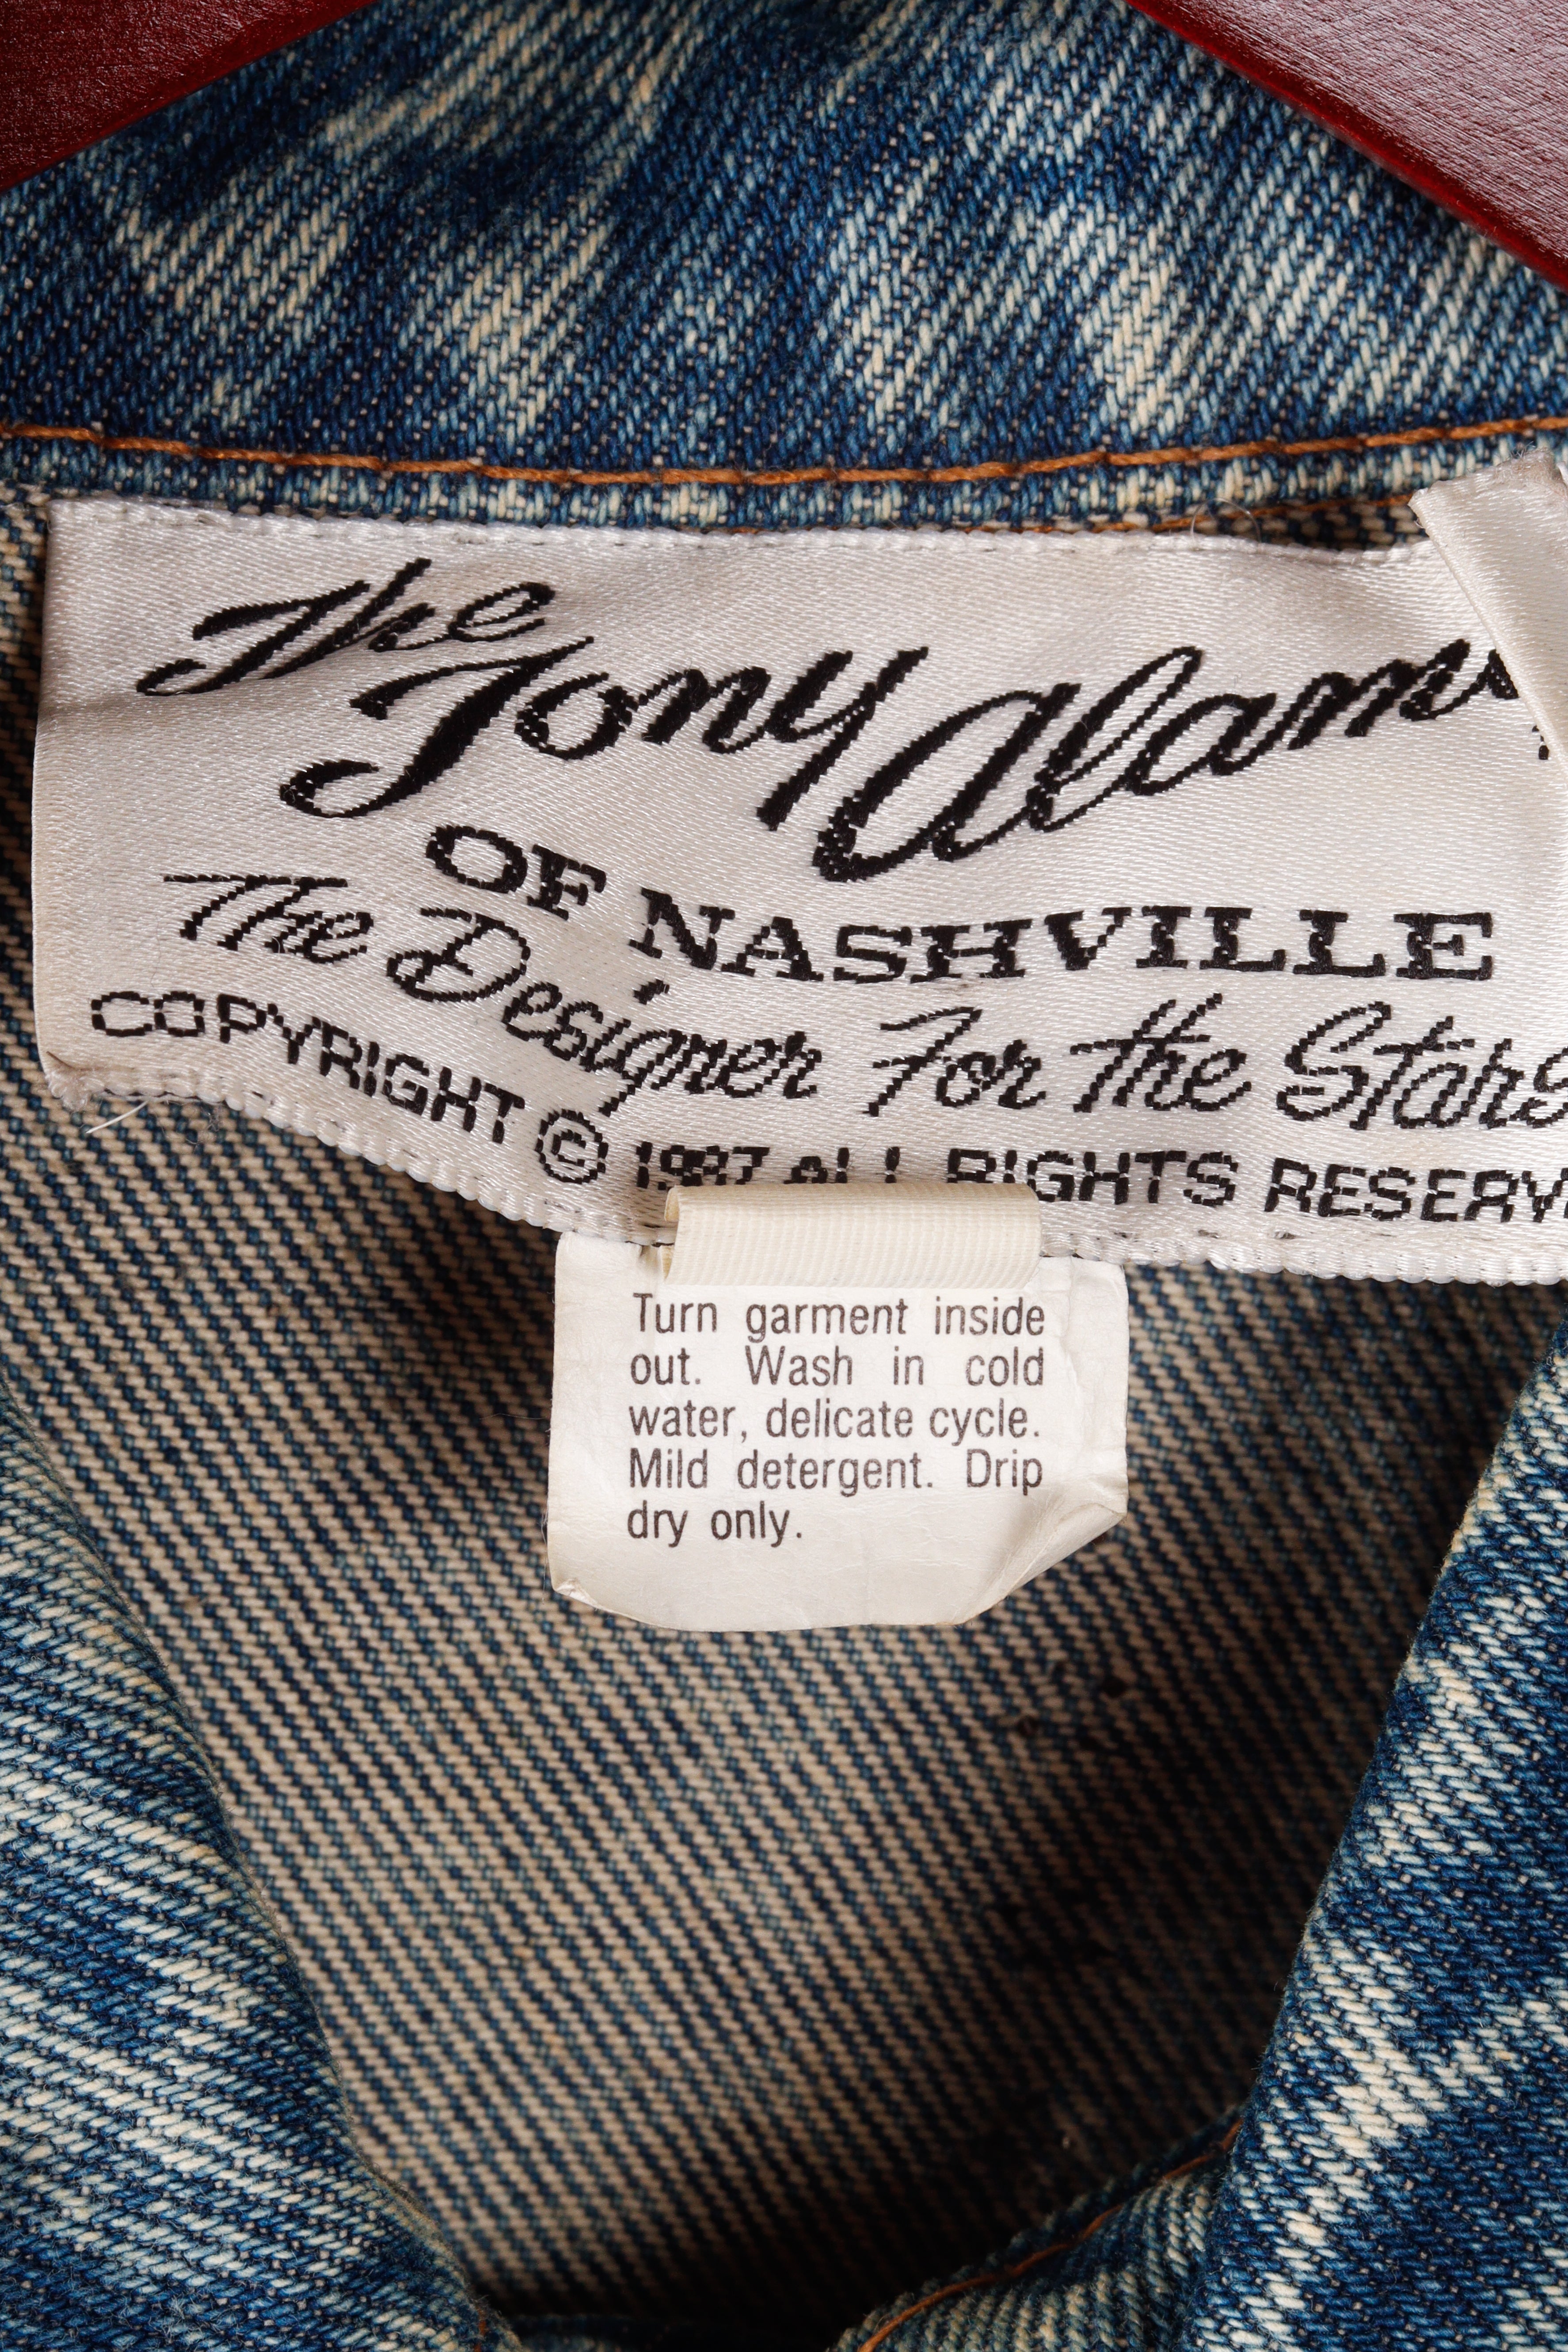 The
Tony Alam
OF NASHVILLE
The Designer For the Stars
COPYRIGHT © 1987 ALL RIGHTS RESERV
Turn garment inside
out. Wash in cold
water, delicate cycle.
Mild detergent. Drip
dry only.